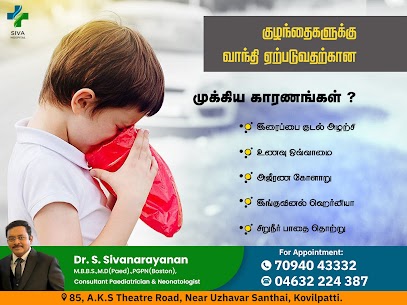 SIVA
HOSPITAL
குழந்தைகளுக்கு
வாந்தி ஏற்படுவதற்கான
முக்கிய காரணங்கள் ?
இரைப்பை குடல் அழற்சி
உணவு ஒவ்வாமை
அஜீரண கோளாறு
இங்குவினல் ஹெர்னியா
சிறுநீர் பாதை தொற்று
Dr. S. Sivanarayanan
M.B.B.S.,M.D(Paed).,PGPN(Boston),
Consultant Paediatrician & Neonatologist
For Appointment:
70940 43332
04632 224 387
85, A.K.S Theatre Road, Near Uzhavar Santhai, Kovilpatti.